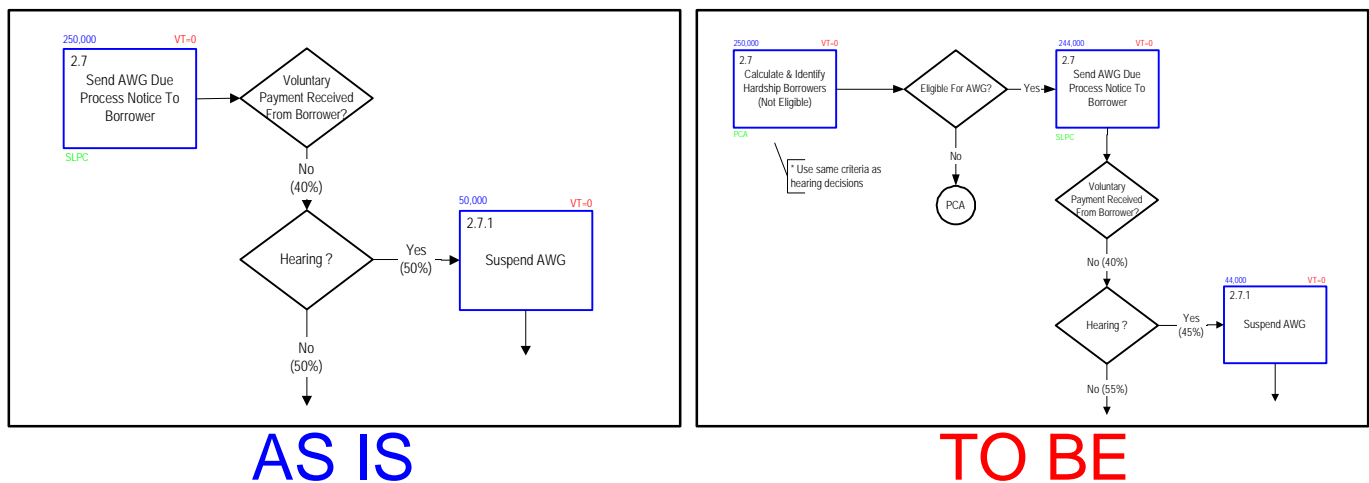 250,000
VT=0
2.7
Send AWG Due
Process Notice To
Borrower
SLPC
Voluntary
Payment Received
From Borrower?
No
(40%)
Hearing ?
Yes
(50%)
50,000
VT=0
2.7.1
Suspend AWG
No
(50%)
AS IS
250,000
VT=0
2.7
Calculate & Identify
Hardship Borrowers
(Not Eligible)
PCA
* Use same criteria as
hearing decisions
Eligible For AWG?
Yes
No
PCA
244,000
VT=0
2.7
Send AWG Due
Process Notice To
Borrower
SLPC
Voluntary
Payment Received
From Borrower?
No (40%)
Hearing ?
Yes
(45%)
44,000
VT=0
2.7.1
Suspend AWG
No (55%)
TO BE